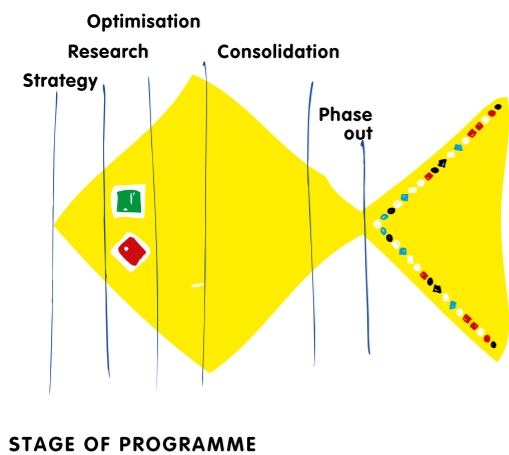 Optimisation
Research
Consolidation
Strategy
Phase
out
STAGE OF PROGRAMME